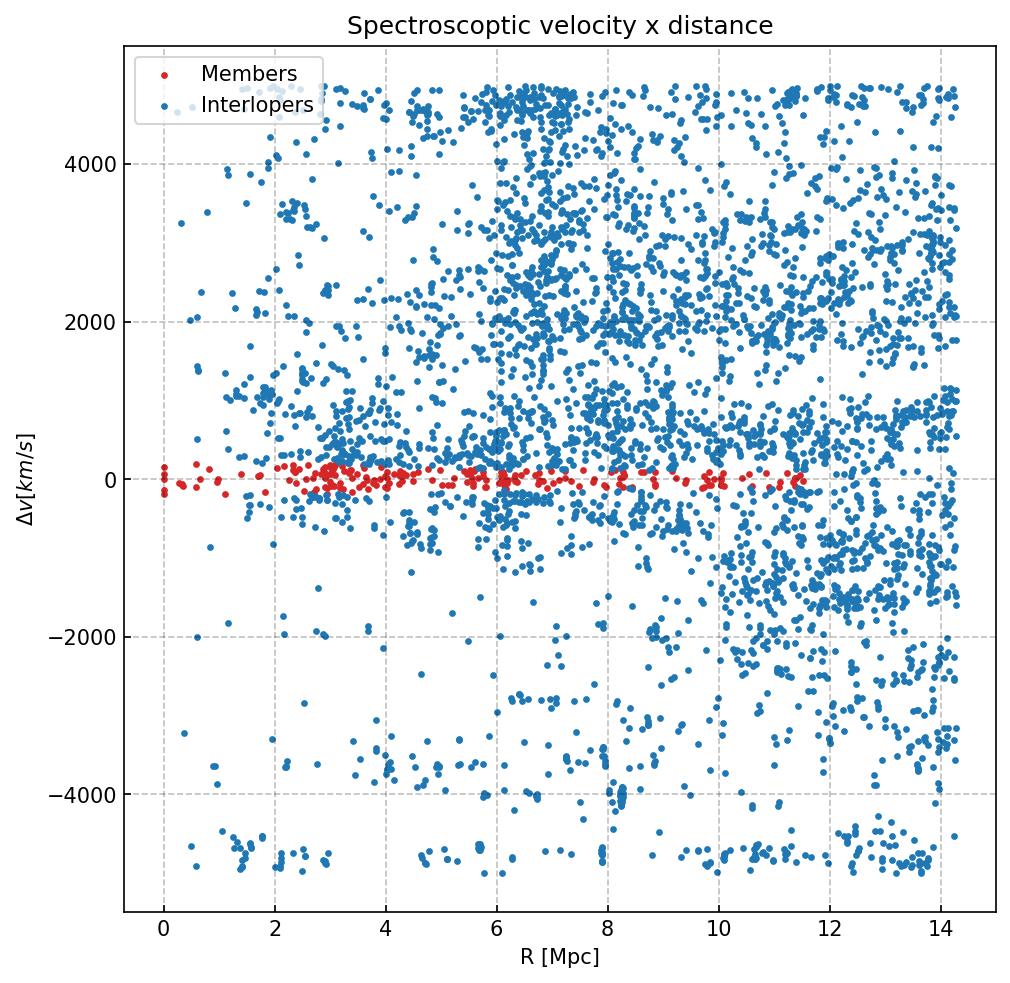 Spectroscoptic velocity x distance
Members
Interlopers
4000
2000
0
−2000
−4000
Δv[km/s]
0 2 4 6 8 10 12 14
R [Mpc]